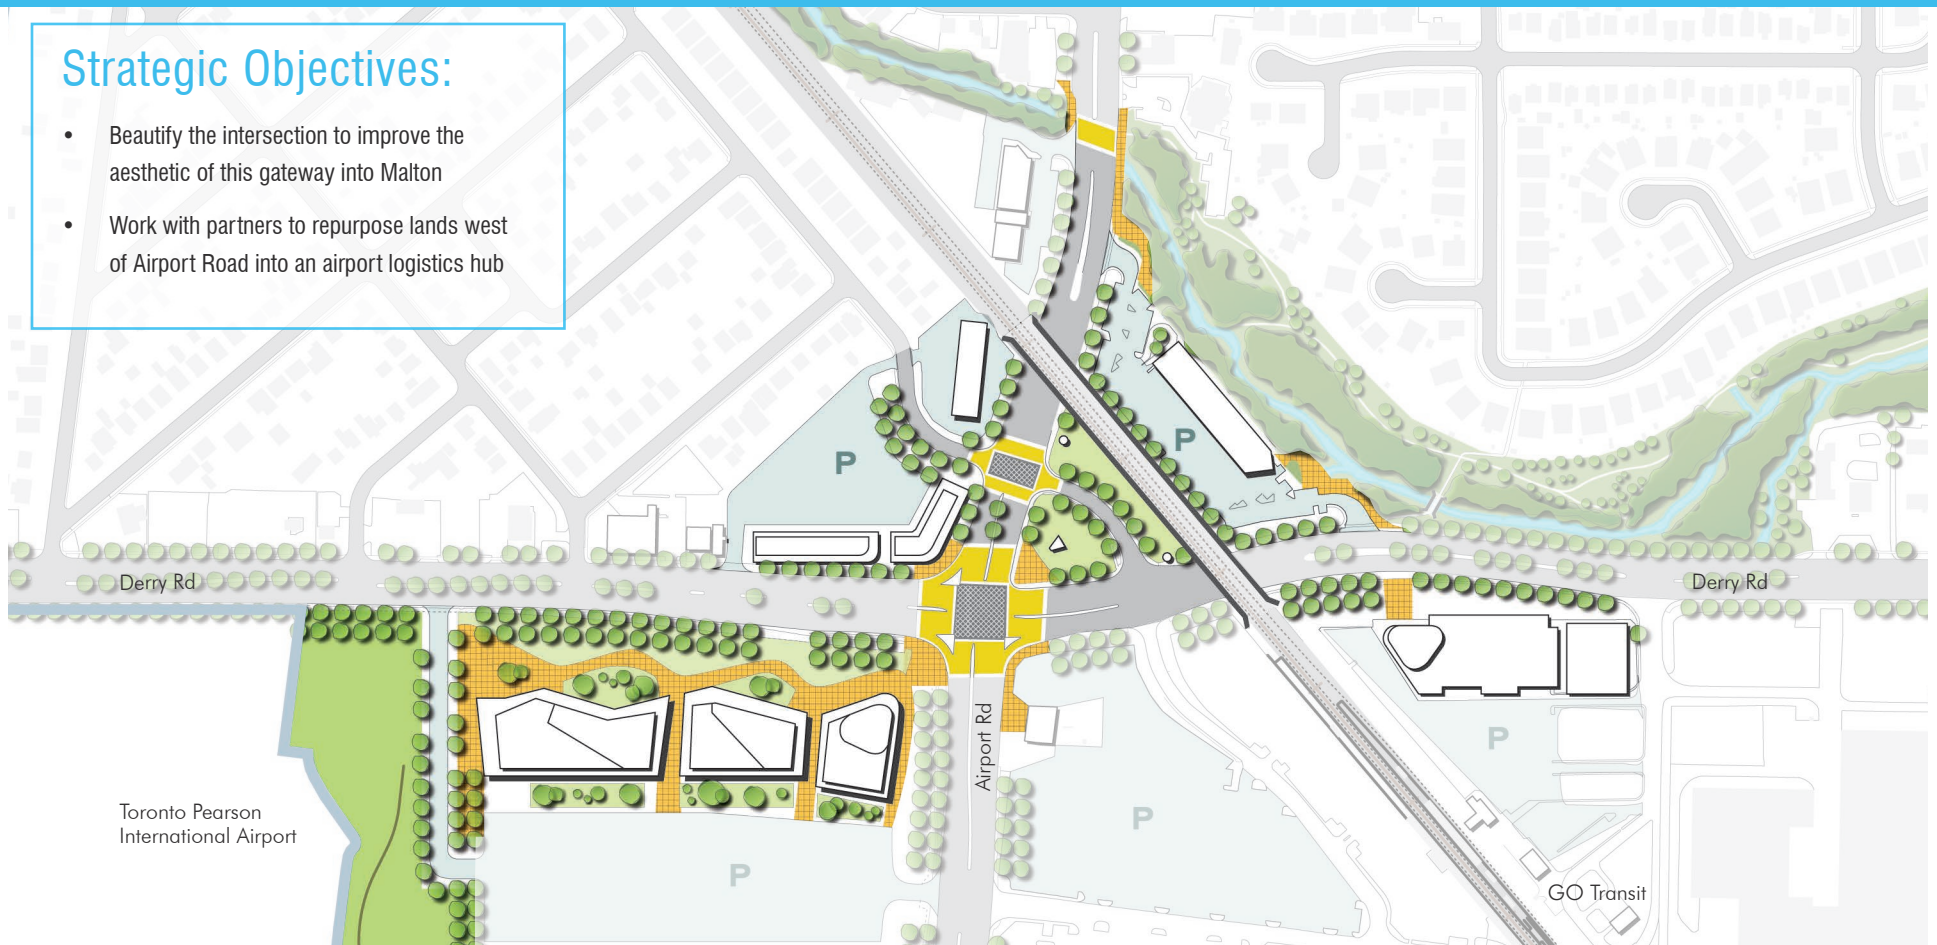 Strategic Objectives:
• Beautify the intersection to improve the
aesthetic of this gateway into Malton
• Work with partners to repurpose lands west
of Airport Road into an airport logistics hub
P
P
Derry Rd
Derry Rd
Airport Rd
P
Toronto Pearson
International Airport
P
P
GO Transit